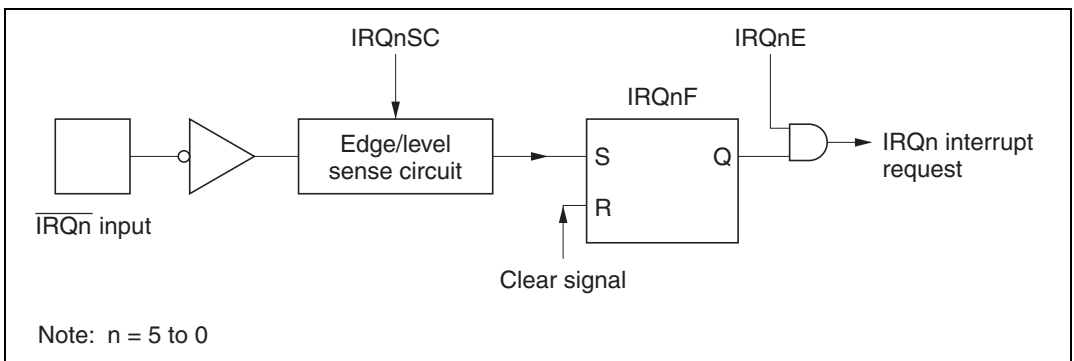 IRQnSC
IRQnE
IRQnF
Edge/level
sense circuit
S
Q
R
IRQn interrupt
request
IRQn input
Clear signal
Note: n = 5 to 0